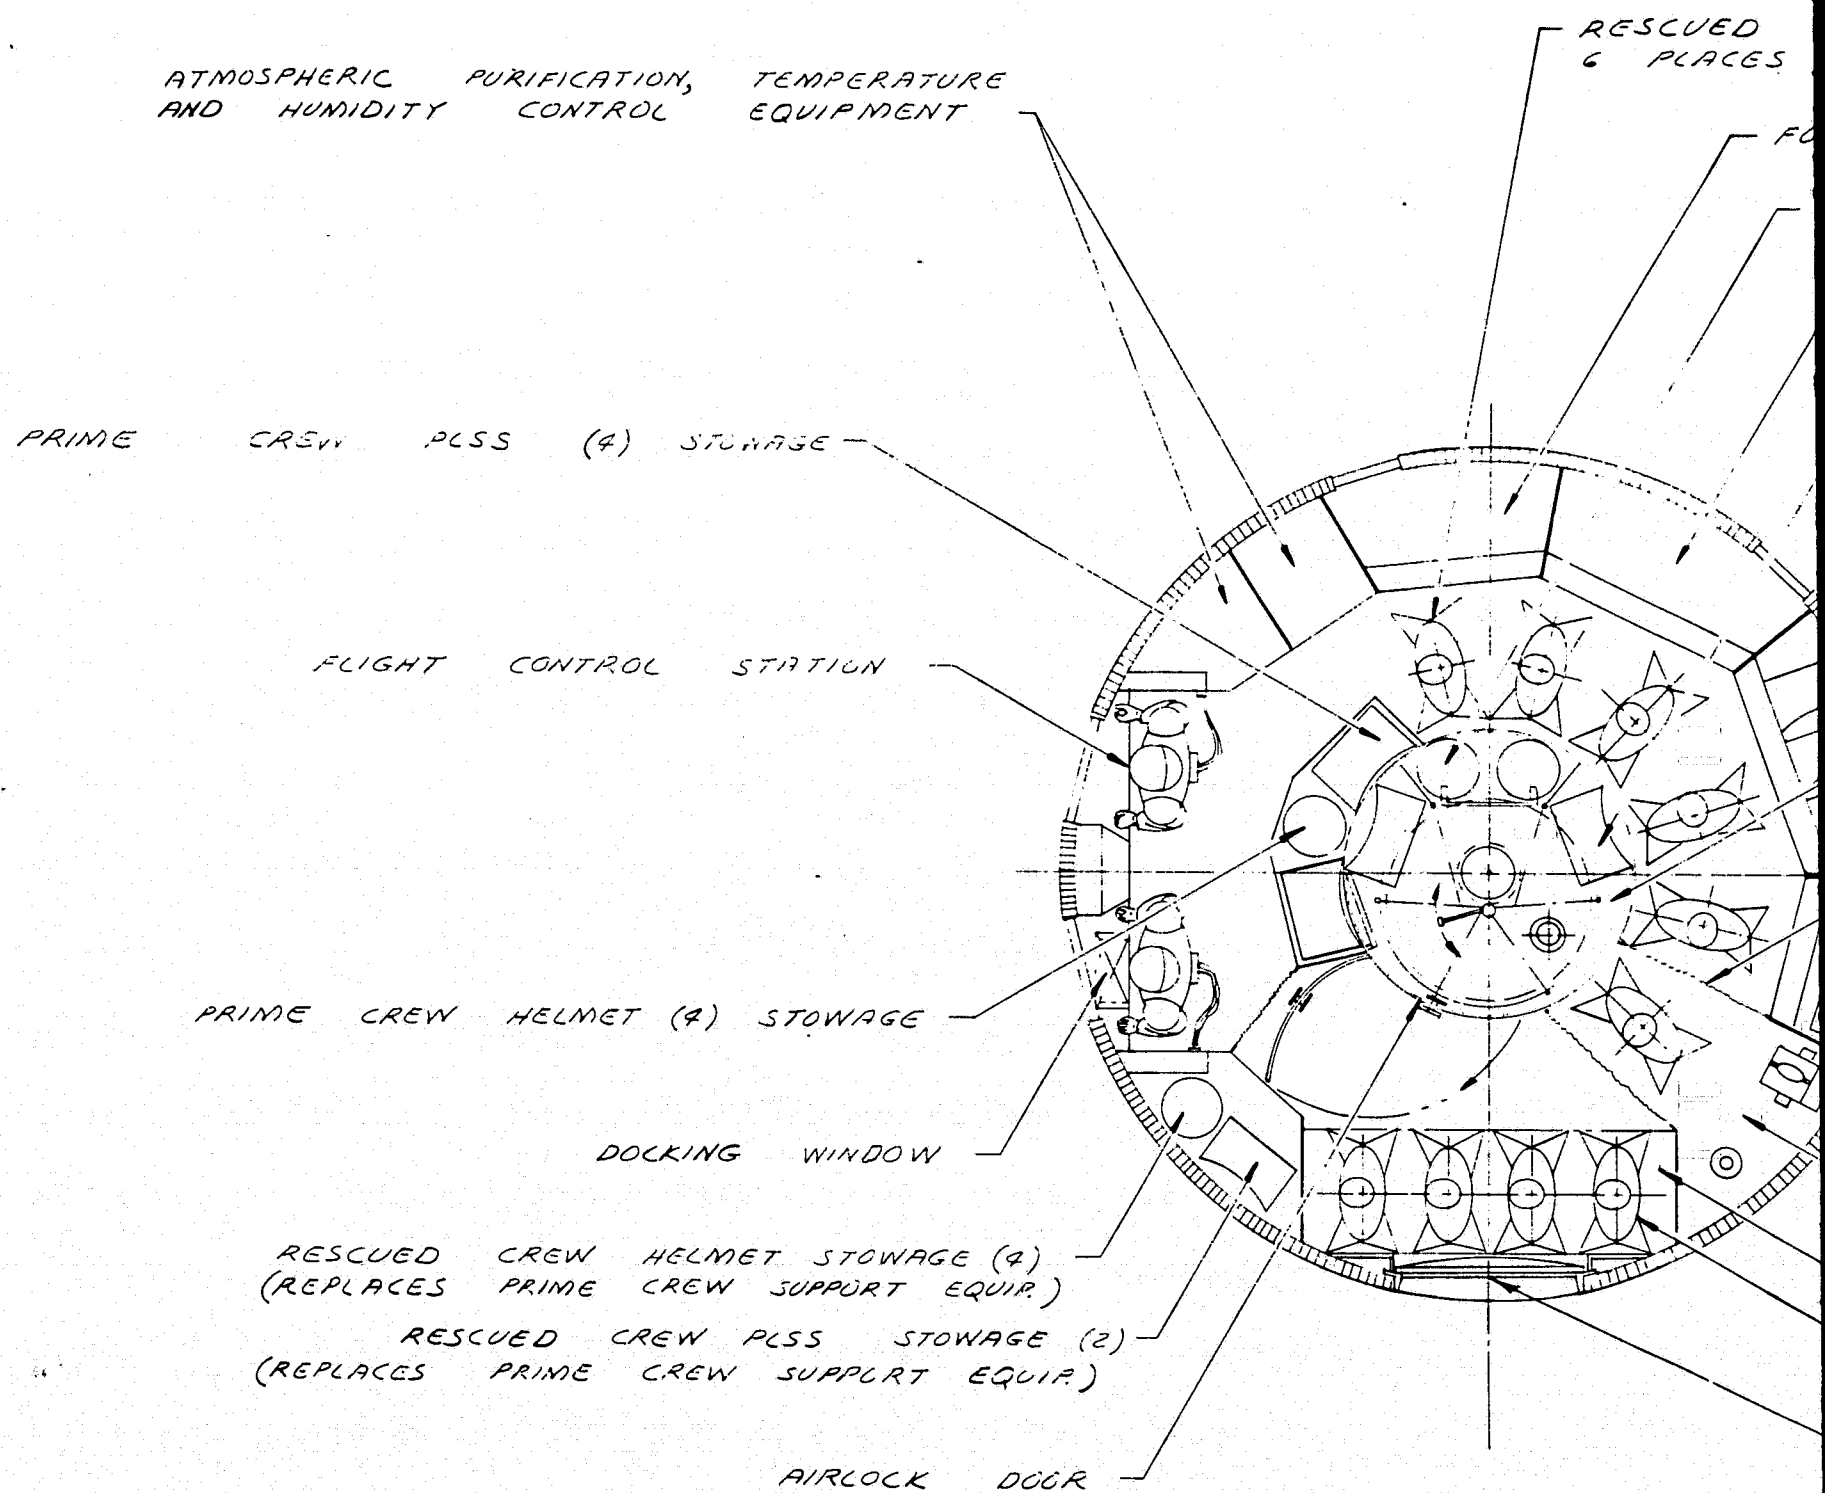 RESCUED
6 PLACES
ATMOSPHERIC PURIFICATION, TEMPERATURE
AND HUMIDITY CONTROL EQUIPMENT
PRIME CREW PLSS (4) STOWAGE
FLIGHT CONTROL STATION
PRIME CREW HELMET (4) STOWAGE
DOCKING WINDOW
RESCUED CREW HELMET STOWAGE (4)
(REPLACES PRIME CREW SUPPORT EQUIP.)
RESCUED CREW PLSS STOWAGE (2)
(REPLACES PRIME CREW SUPPORT EQUIP.)
AIRLOCK DOOR